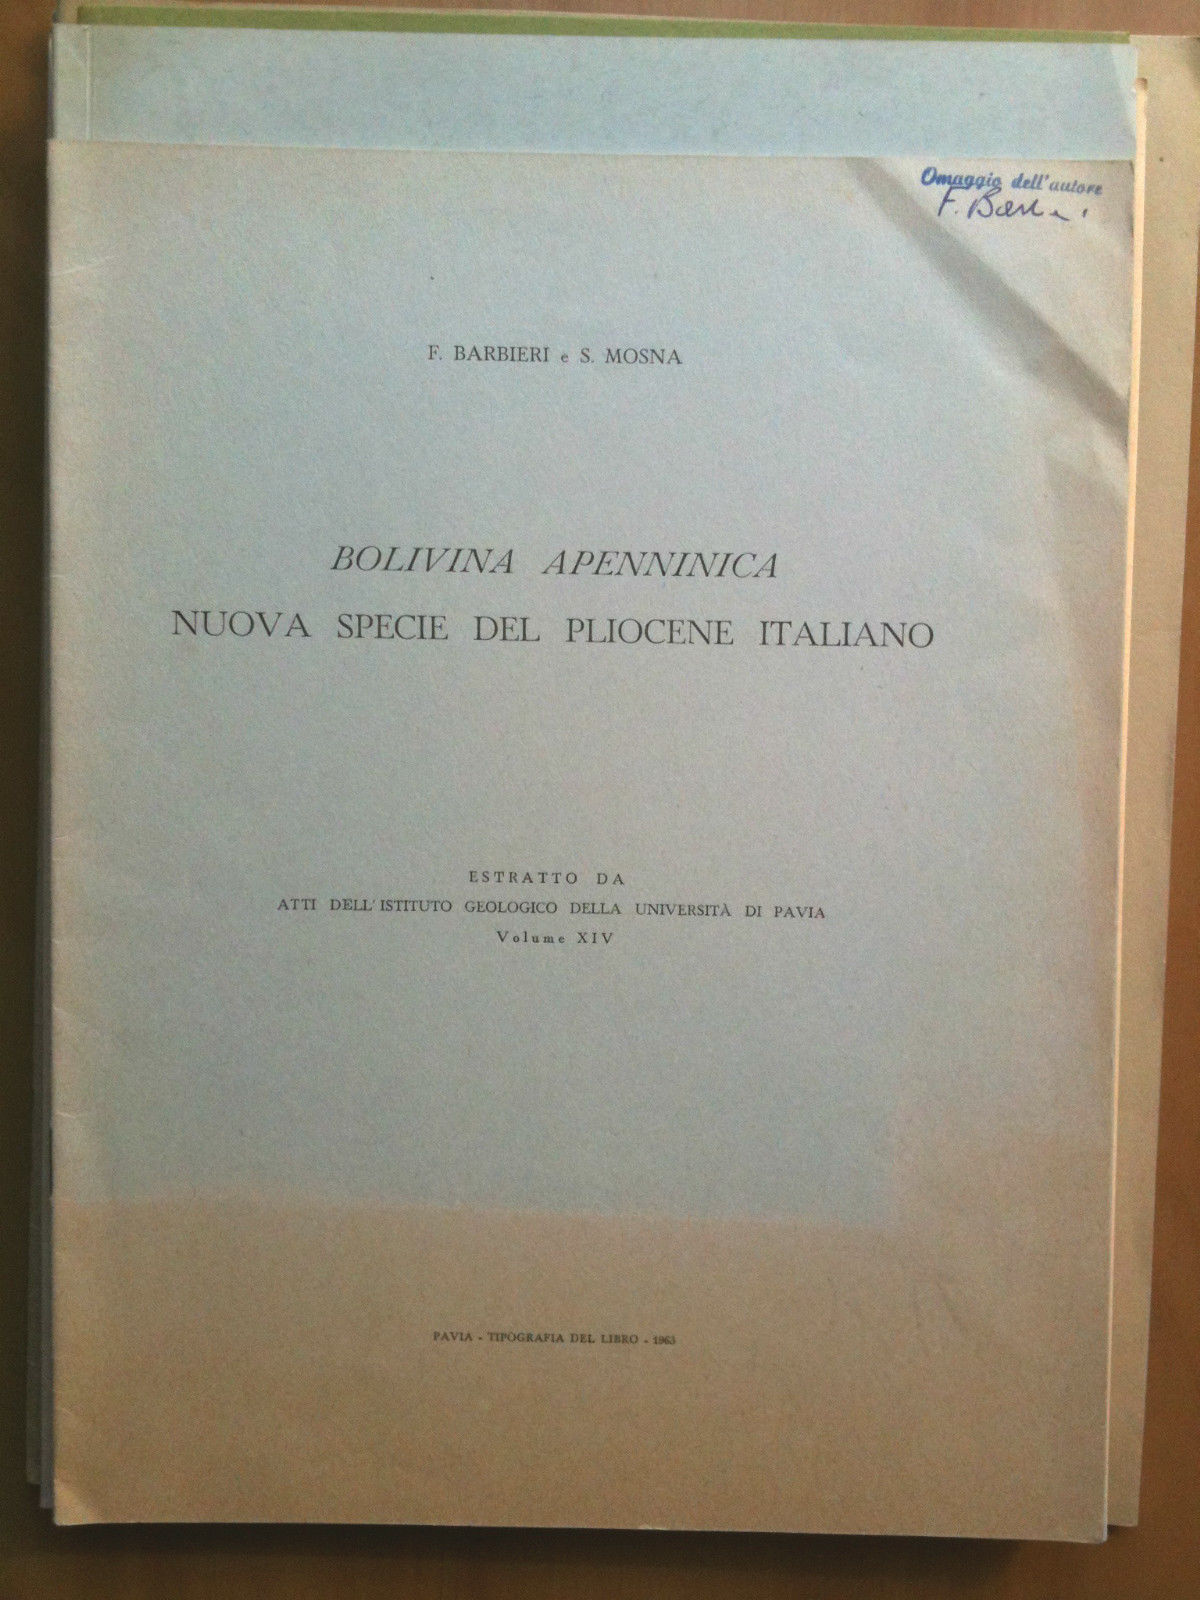 Omaggio dell'autore
F. Barbieri
F. BARBIERI e S. MOSNA
BOLIVINA APENNINICA
NUOVA SPECIE DEL PLIOCENE ITALIANO
ESTRATTO DA
ATTI DELL'ISTITUTO GEOLOGICO DELLA UNIVERSITÀ DI PAVIA
Volume XIV
PAVIA - TIPOGRAFIA DEL LIBRO - 1963